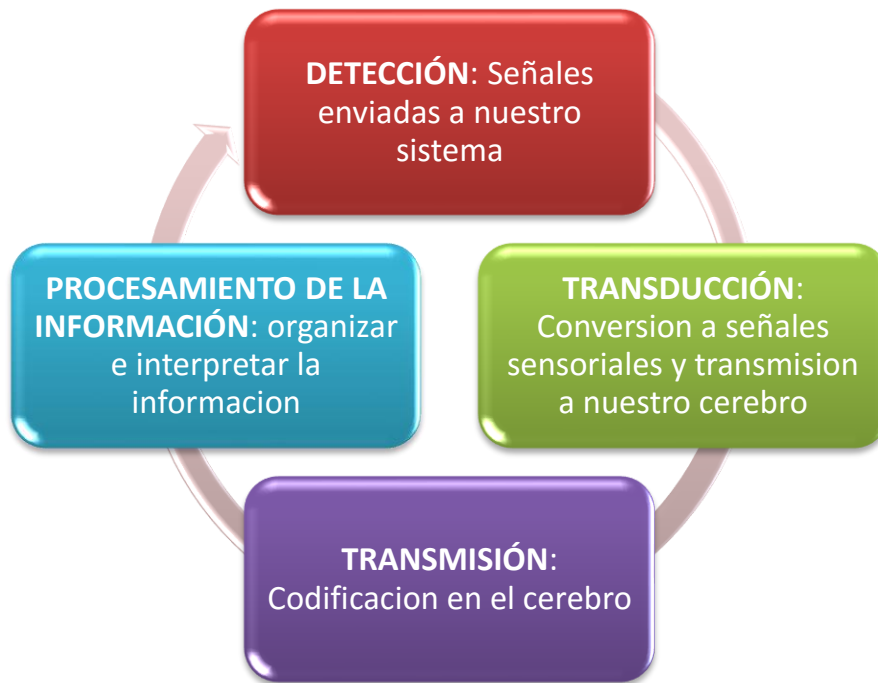 DETECCIÓN: Señales
enviadas a nuestro
sistema
TRANSDUCCIÓN:
Conversion a señales
sensoriales y transmision
a nuestro cerebro
TRANSMISIÓN:
Codificacion en el cerebro
PROCESAMIENTO DE LA
INFORMACIÓN: organizar
e interpretar la
informacion